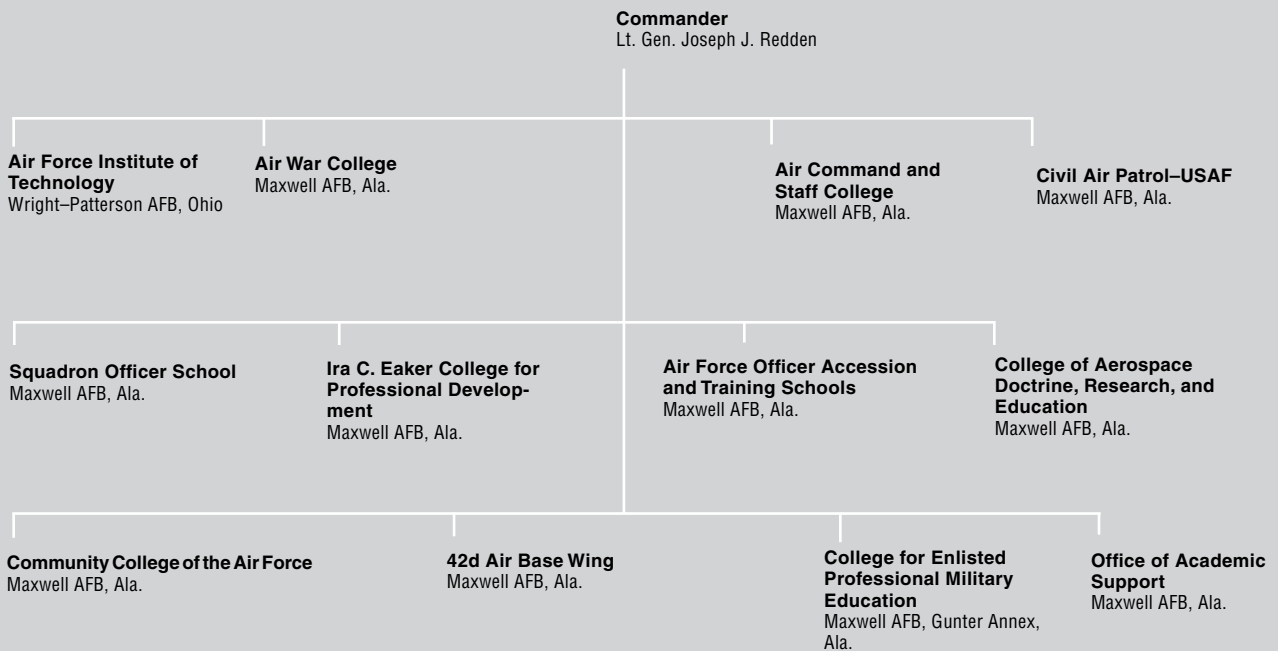 Commander
Lt. Gen. Joseph J. Redden
Air Force Institute of
Technology
Wright–Patterson AFB, Ohio
Air War College
Maxwell AFB, Ala.
Air Command and
Staff College
Maxwell AFB, Ala.
Civil Air Patrol–USAF
Maxwell AFB, Ala.
Squadron Officer School
Maxwell AFB, Ala.
Ira C. Eaker College for
Professional Develop-
ment
Maxwell AFB, Ala.
Air Force Officer Accession
and Training Schools
Maxwell AFB, Ala.
College of Aerospace
Doctrine, Research, and
Education
Maxwell AFB, Ala.
Community College of the Air Force
Maxwell AFB, Ala.
42d Air Base Wing
Maxwell AFB, Ala.
College for Enlisted
Professional Military
Education
Maxwell AFB, Gunter Annex,
Ala.
Office of Academic
Support
Maxwell AFB, Ala.